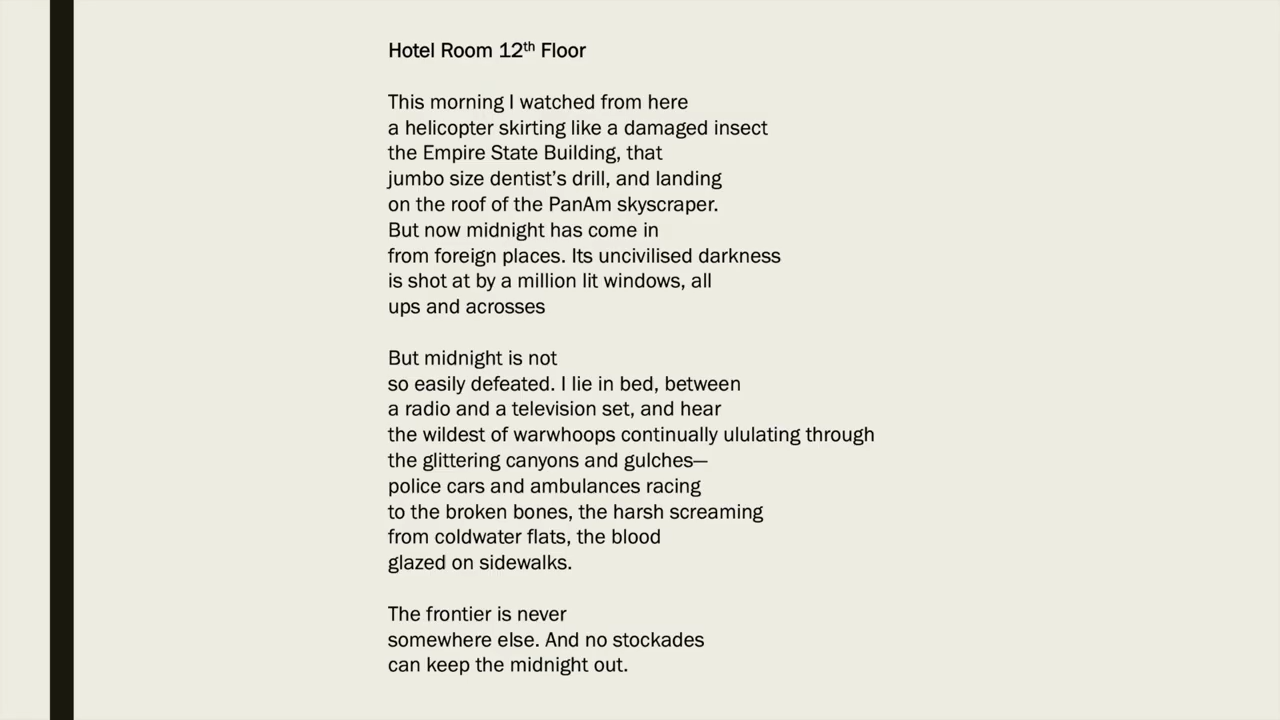 Hotel Room 12th Floor
This morning I watched from here
a helicopter skirting like a damaged insect
the Empire State Building, that
jumbo size dentist’s drill, and landing
on the roof of the PanAm skyscraper.
But now midnight has come in
from foreign places. Its uncivilised darkness
is shot at by a million lit windows, all
ups and acrosses
But midnight is not
so easily defeated. I lie in bed, between
a radio and a television set, and hear
the wildest of warwhoops continually ululating through
the glittering canyons and gulches—
police cars and ambulances racing
to the broken bones, the harsh screaming
from coldwater flats, the blood
glazed on sidewalks.
The frontier is never
somewhere else. And no stockades
can keep the midnight out.